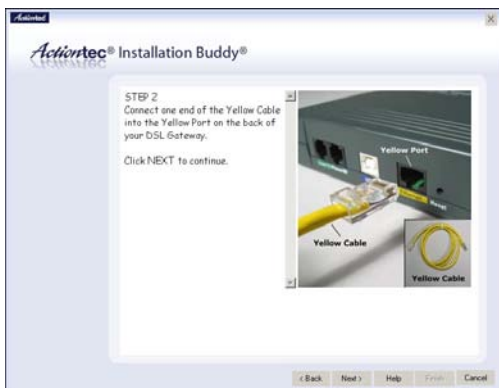 Actiontec
Actiontec® Installation Buddy®
STEP 2
Connect one end of the Yellow Cable
into the Yellow Port on the back of
your DSL Gateway.
Click NEXT to continue.
Yellow Port
Reset
Yellow Cable
Yellow Cable
< Back
Next >
Help
Finish
Cancel